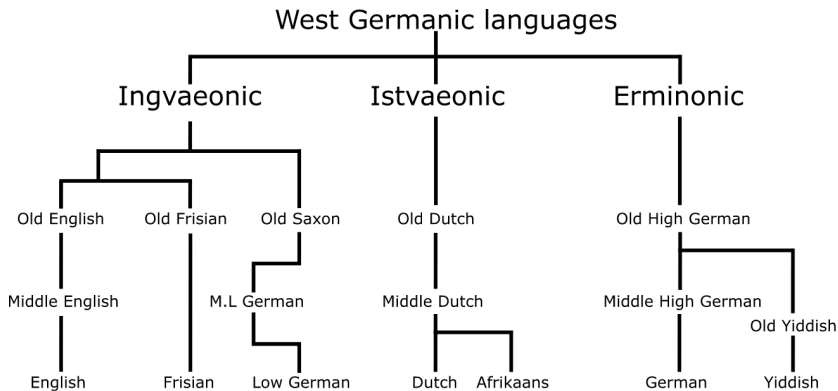 West Germanic languages
Ingvaeonic Istvaeonic Erminonic
Old English Old Frisian Old Saxon Old Dutch Old High German
Middle English M.L German Middle Dutch Middle High German
Old Yiddish
English Frisian Low German Dutch Afrikaans German Yiddish